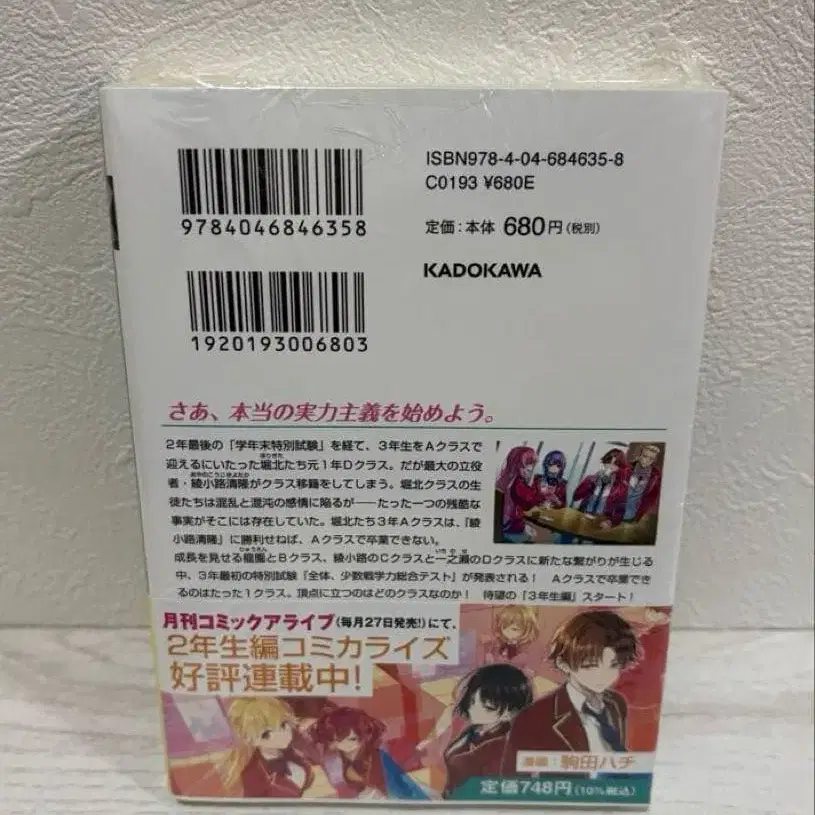 ISBN978-4-04-684635-8
C0193 ¥680E
9784046846358
定価:本体 680円(税別)
KADOKAWA
1920193006803
さあ、本当の実力主義を始めよう。
2年最後の「学年末特別試験」を経て、3年生をAクラスで
迎えるにいたった堀北たち元1年Dクラス。だが最大の立役
者・綾小路清隆がクラス移籍をしてしまう。堀北クラスの生
徒たちは混乱と混沌の感情に陥るが――たった一つの残酷な
事実がそこには存在していた。堀北たち3年Aクラスは、『綾
小路清隆』に勝利せねば、Aクラスで卒業できない。
成長を見せる龍園とBクラス、綾小路のCクラスと一之瀬のDクラスに新たな繋がりが生じる
中、3年最初の特別試験『全体、少数戦学力総合テスト』が発表される! Aクラスで卒業でき
るのはたった1クラス。頂点に立つのはどのクラスなのか! 待望の「3年生編」スタート!
月刊コミックアライブ(毎月27日発売!)にて、
2年生編コミカライズ
好評連載中!
漫画:駒田ハチ
定価748円(10%税込)